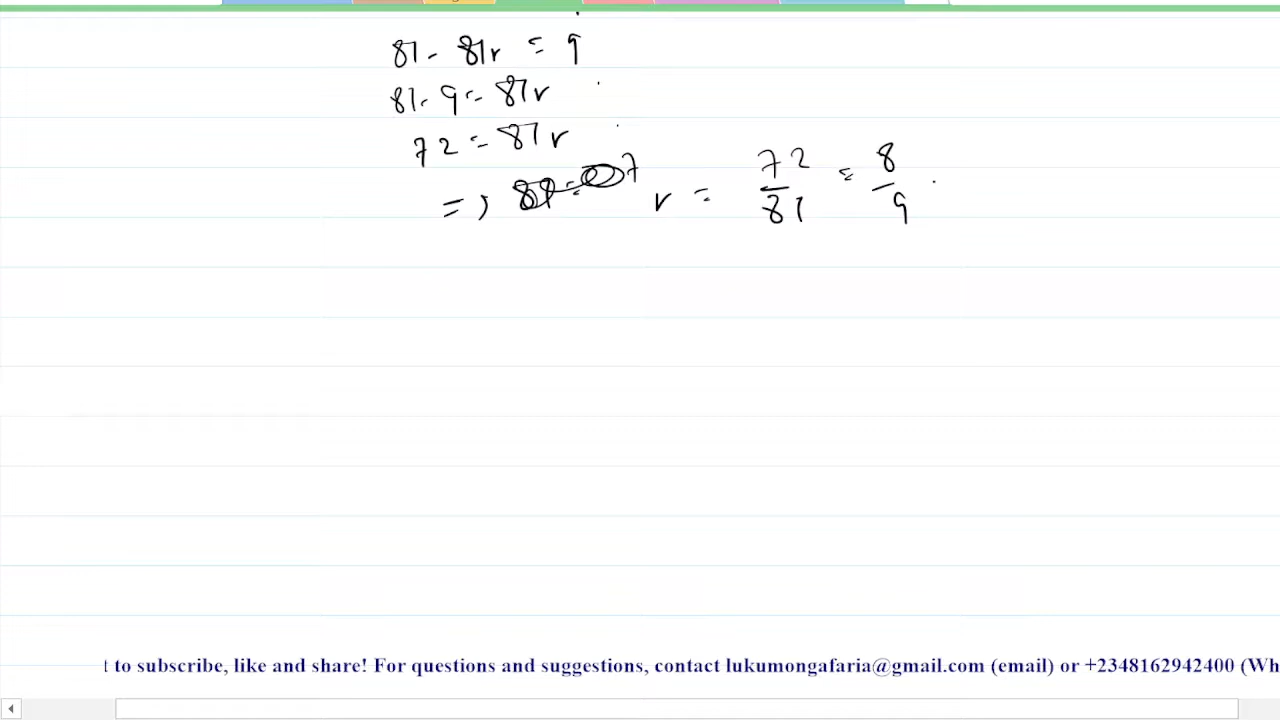 81 - 81r = 9
81 - 9 = 81r
72 = 81r
=> r = 72/81 = 8/9
t to subscribe, like and share! For questions and suggestions, contact lukumongafaria@gmail.com (email) or +2348162942400 (Wh